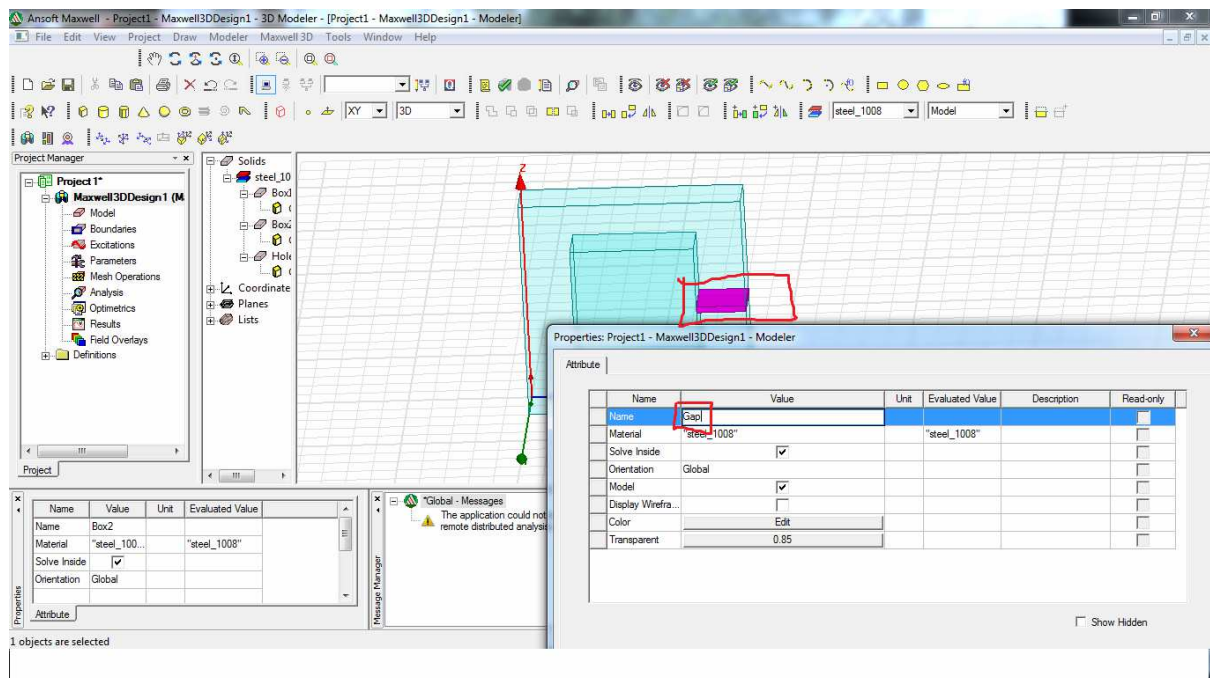 Ansoft Maxwell - Project1 - Maxwell3DDesign1 - 3D Modeler - [Project1 - Maxwell3DDesign1 - Modeler]
File Edit View Project Draw Modeler Maxwell 3D Tools Window Help
XY 3D steel_1008 Model
Project Manager
Project1*
Maxwell3DDesign1 (M
Model
Boundaries
Excitations
Parameters
Mesh Operations
Analysis
Optimetrics
Results
Field Overlays
Definitions
Project
Solids
steel_10
Box1
Box2
Hole
Coordinate
Planes
Lists
Z
Properties: Project1 - Maxwell3DDesign1 - Modeler
Attribute
Name Value Unit Evaluated Value Description Read-only
Name Gap
Material "steel_1008" "steel_1008"
Solve Inside
Orientation Global
Model
Display Wirefra...
Color Edit
Transparent 0.85
Show Hidden
Name Value Unit Evaluated Value
Name Box2
Material "steel_100... "steel_1008"
Solve Inside
Orientation Global
Attribute
Properties
*Global - Messages
The application could not
remote distributed analysis
Message Manager
1 objects are selected